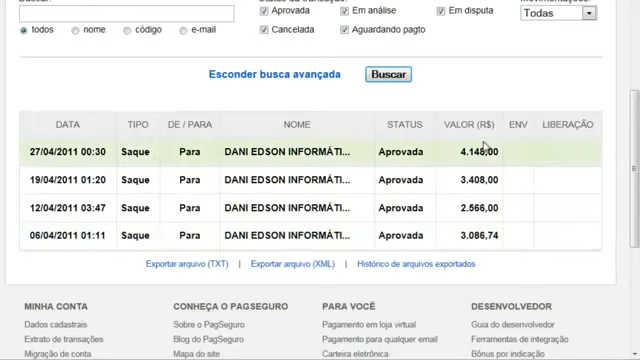 Aprovada Em análise Em disputa
Todas
todos nome código e-mail
Cancelada Aguardando pagto
Esconder busca avançada Buscar
DATA TIPO DE / PARA NOME STATUS VALOR (R$) ENV LIBERAÇÃO
27/04/2011 00:30 Saque Para DANI EDSON INFORMÁTI... Aprovada 4.148,00
19/04/2011 01:20 Saque Para DANI EDSON INFORMÁTI... Aprovada 3.408,00
12/04/2011 03:47 Saque Para DANI EDSON INFORMÁTI... Aprovada 2.566,00
06/04/2011 01:11 Saque Para DANI EDSON INFORMÁTI... Aprovada 3.086,74
Exportar arquivo (TXT) | Exportar arquivo (XML) | Histórico de arquivos exportados
MINHA CONTA CONHEÇA O PAGSEGURO PARA VOCÊ DESENVOLVEDOR
Dados cadastrais Sobre o PagSeguro Pagamento em loja virtual Guia do desenvolvedor
Extrato de transações Blog do PagSeguro Pagamento para qualquer email Ferramentas de integração
Migração de conta Mapa do site Carteira eletrônica Bônus por indicação